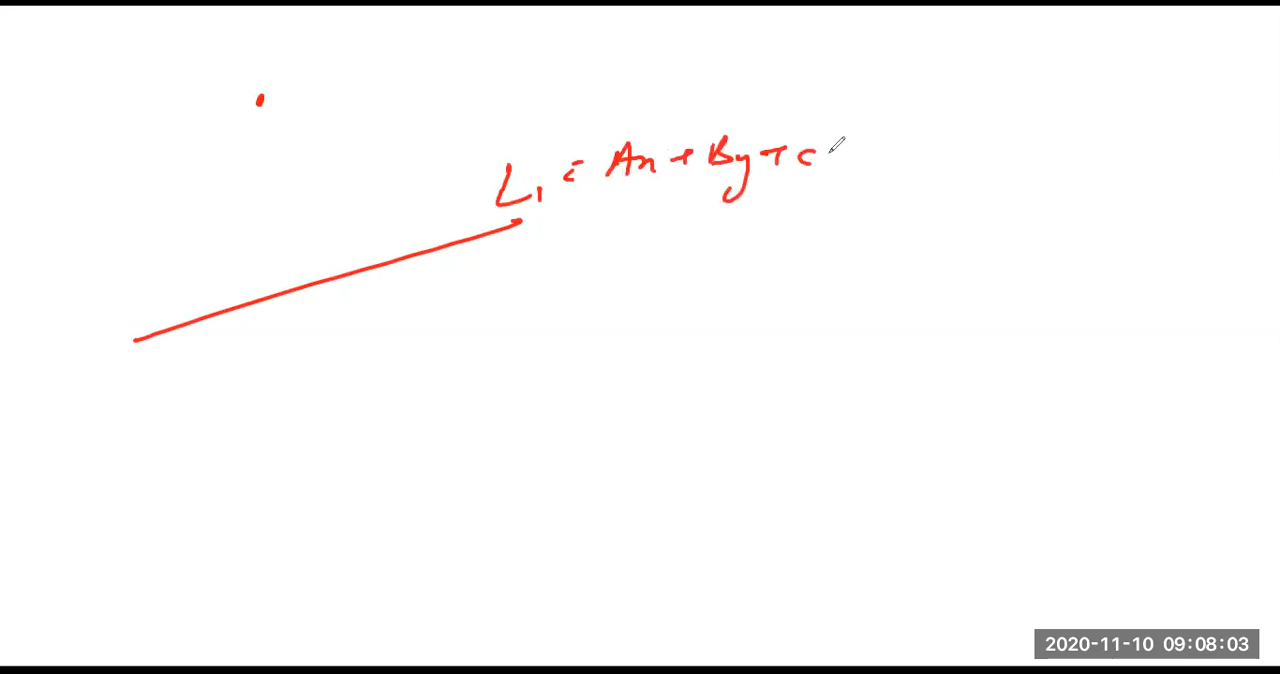 L₁ = Ax + By + C
2020-11-10 09:08:03